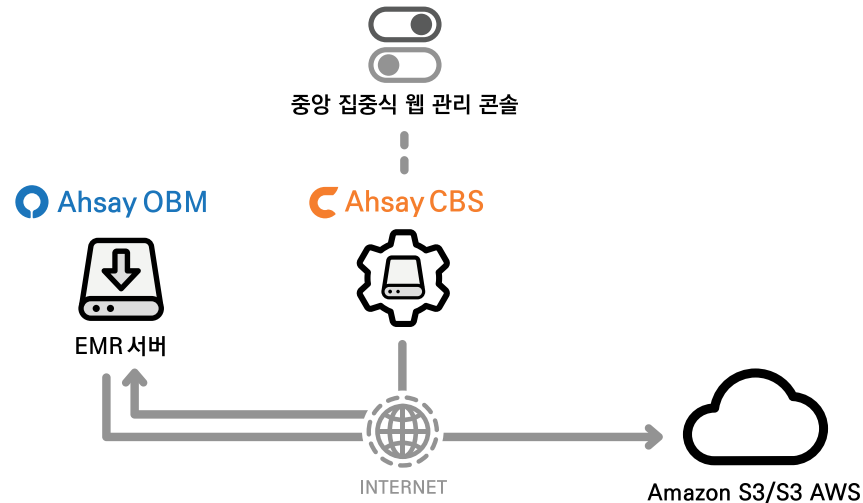 중앙 집중식 웹 관리 콘솔
Ahsay OBM
Ahsay CBS
EMR 서버
INTERNET
Amazon S3/S3 AWS